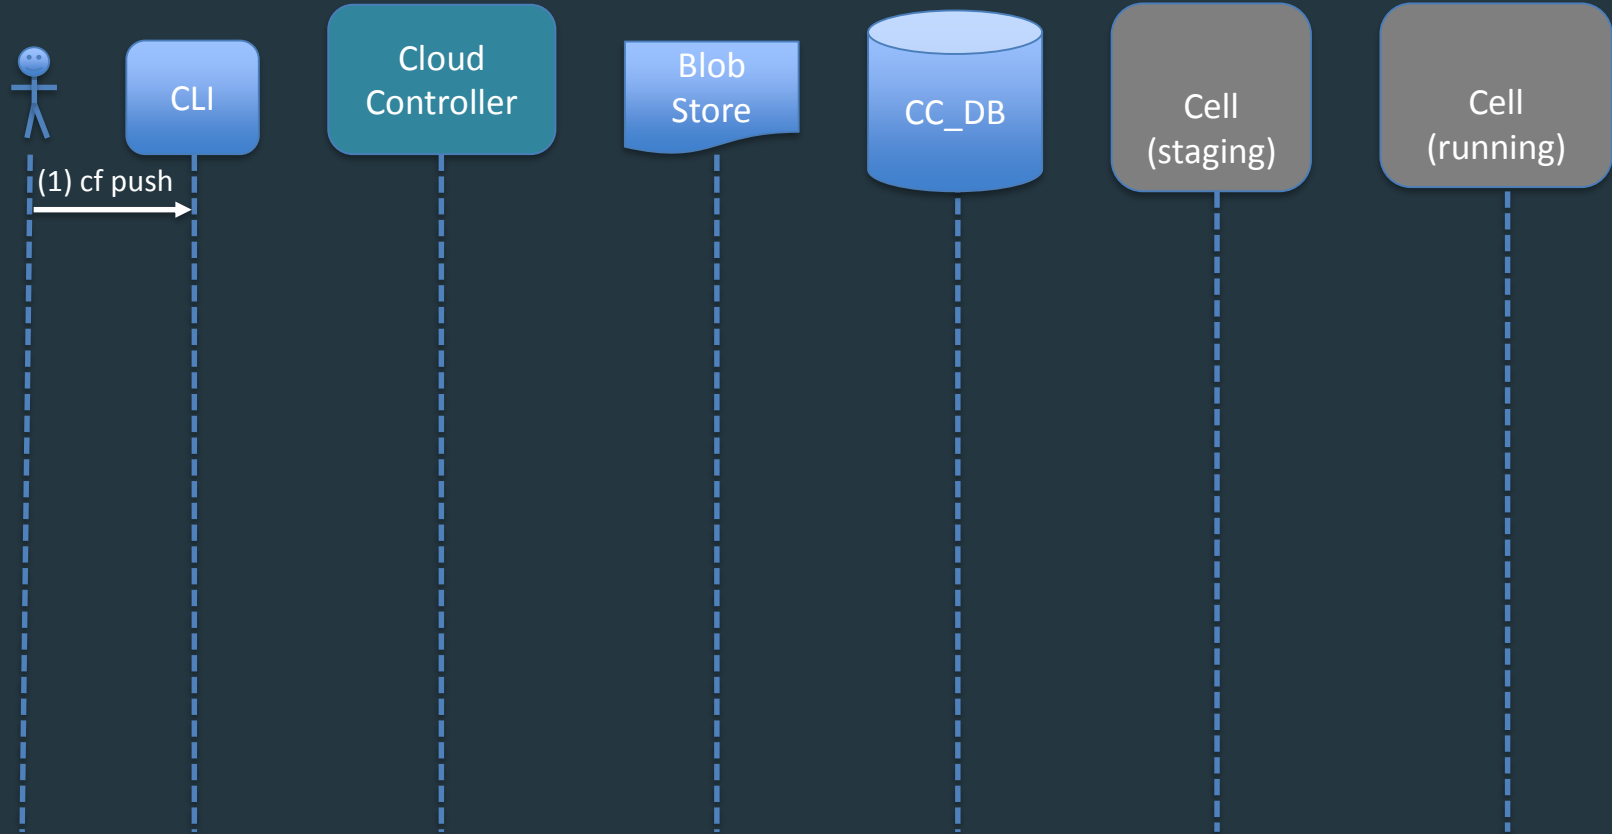 CLI
Cloud
Controller
Blob
Store
CC_DB
Cell
(staging)
Cell
(running)
(1) cf push